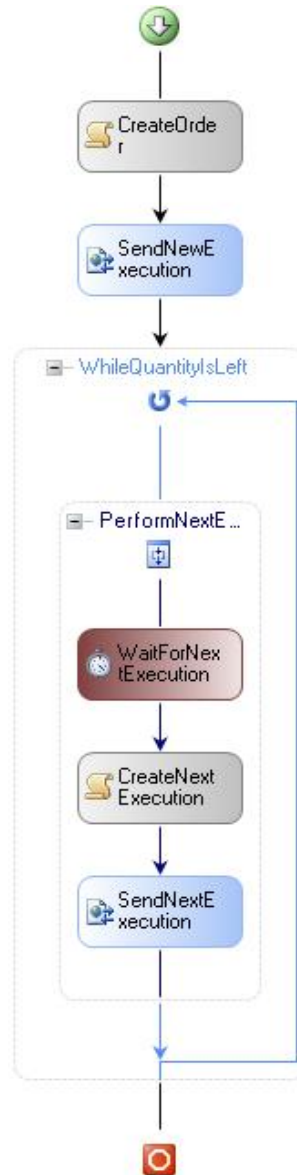 CreateOrde
r
SendNewE
xecution
WhileQuantityIsLeft
PerformNextE...
WaitForNex
tExecution
CreateNext
Execution
SendNextE
xecution